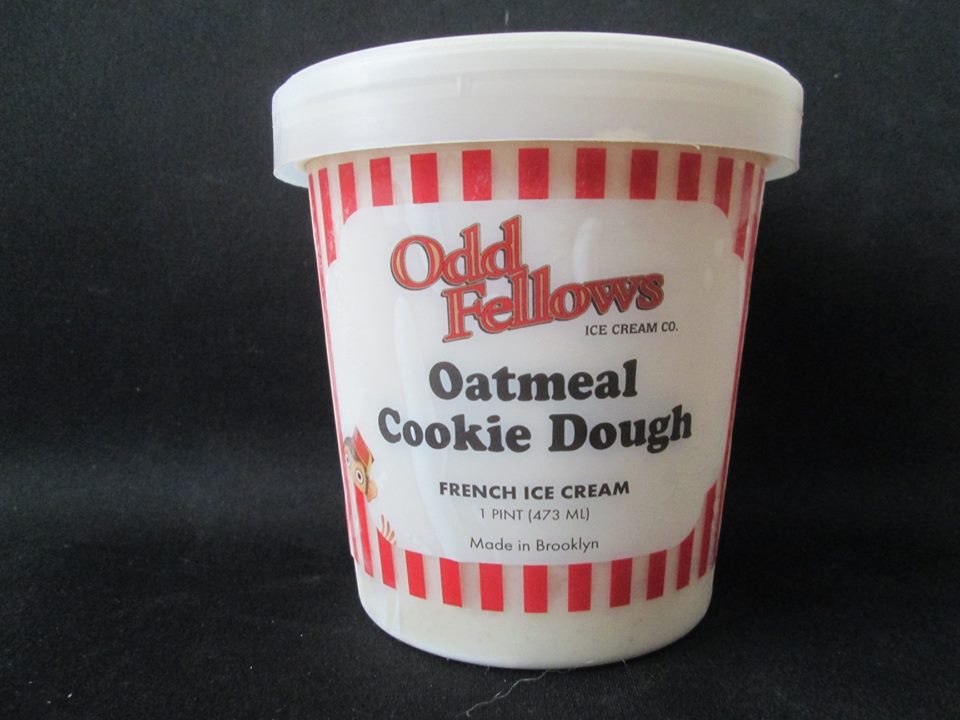 Odd
Fellows
ICE CREAM CO.
Oatmeal
Cookie Dough
FRENCH ICE CREAM
1 PINT (473 ML)
Made in Brooklyn